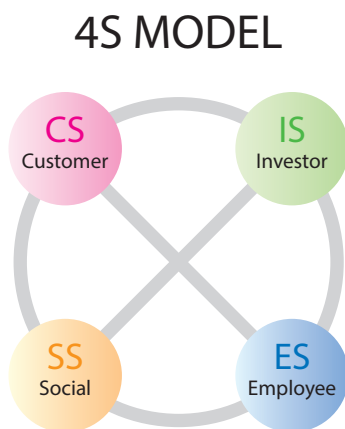 4S MODEL
CS
Customer
IS
Investor
SS
Social
ES
Employee